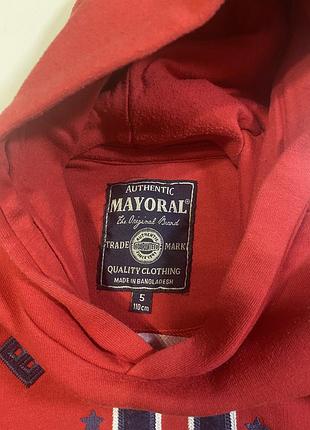 AUTHENTIC
MAYORAL®
The Original Brand
TRADE MARK
QUALITY CLOTHING
MADE IN BANGLADESH
5
110 cm